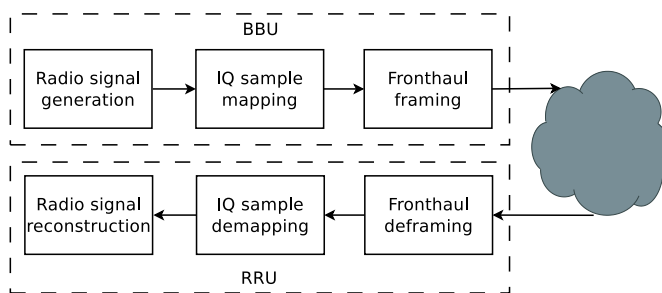 BBU
Radio signal
generation
IQ sample
mapping
Fronthaul
framing
Radio signal
reconstruction
IQ sample
demapping
Fronthaul
deframing
RRU